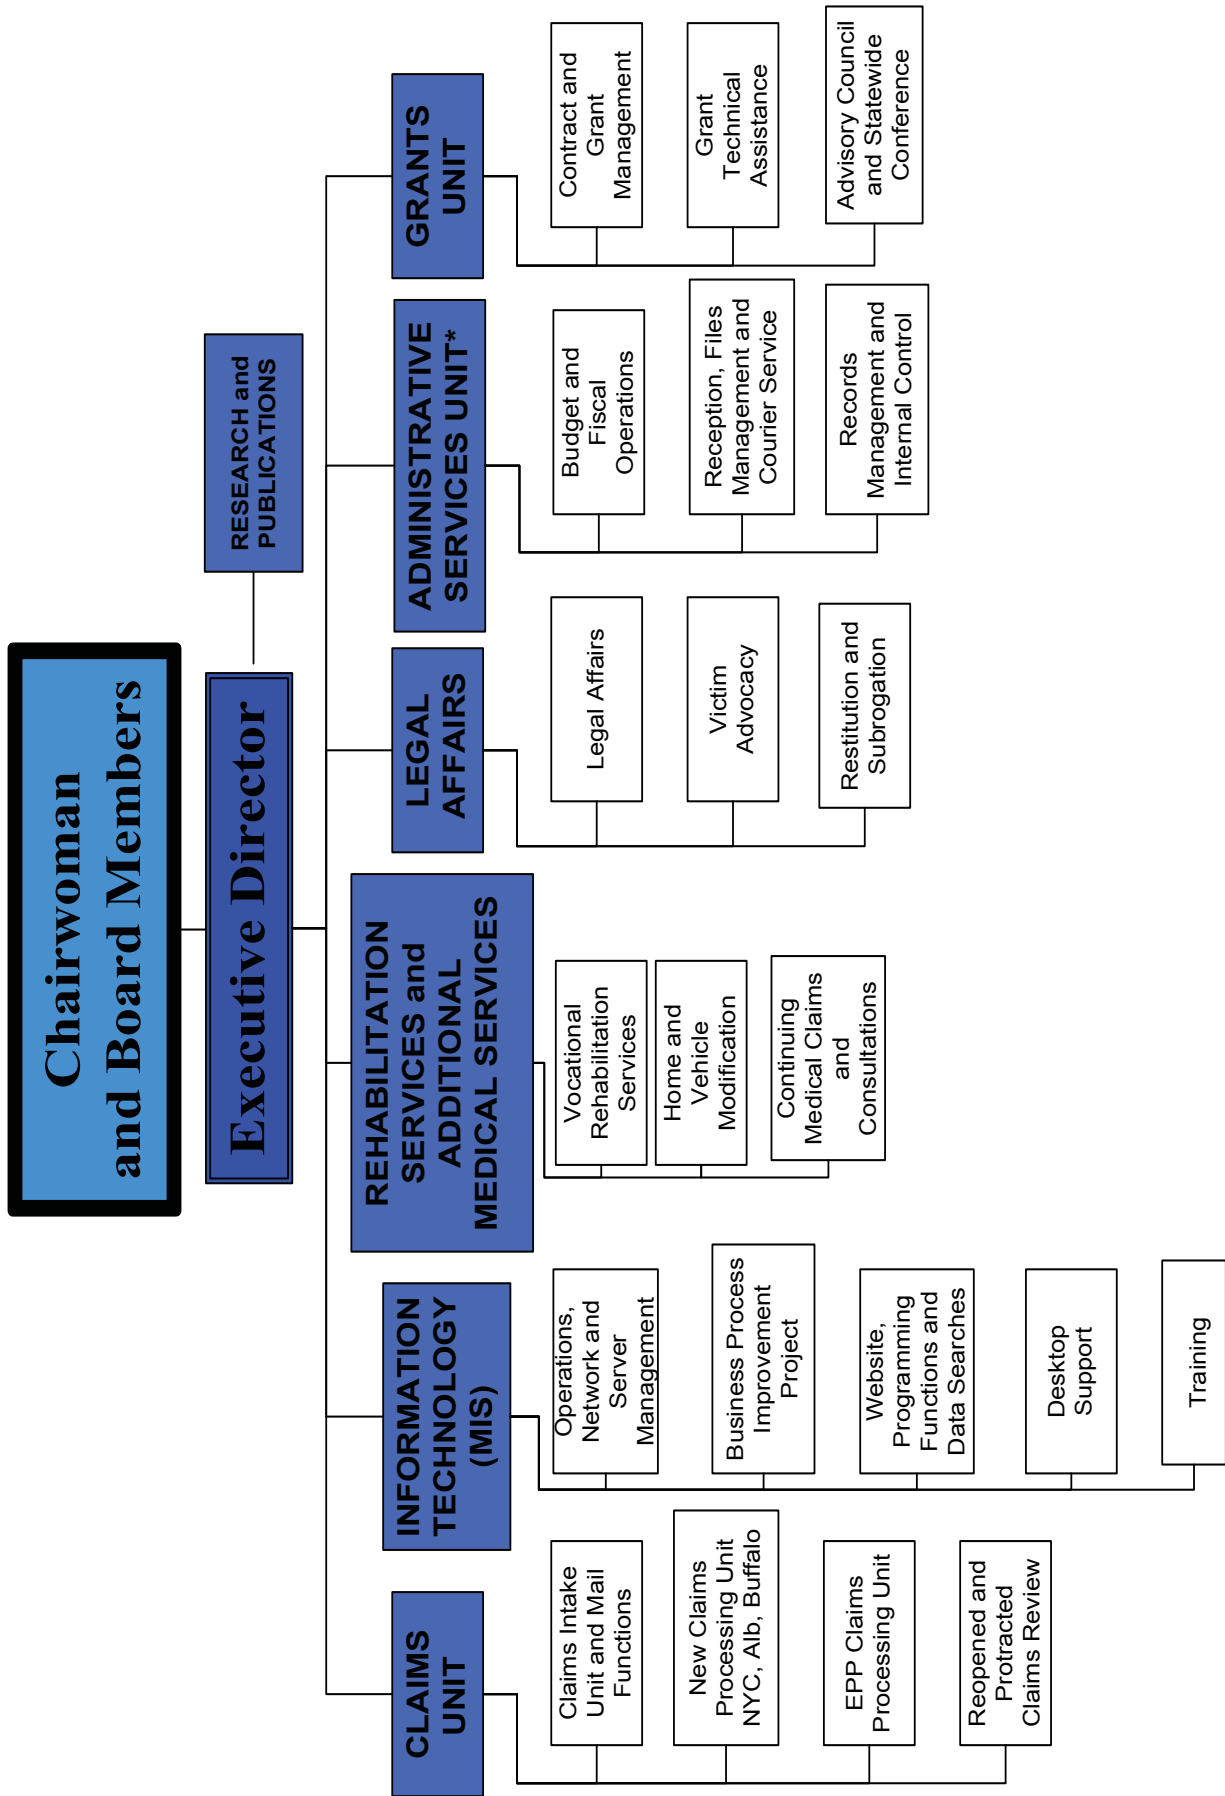 Chairwoman
and Board Members
Executive Director
RESEARCH and
PUBLICATIONS
CLAIMS
UNIT
Claims Intake
Unit and Mail
Functions
New Claims
Processing Unit
NYC, Alb, Buffalo
EPP Claims
Processing Unit
Reopened and
Protracted
Claims Review
INFORMATION
TECHNOLOGY
(MIS)
Operations,
Network and
Server
Management
Business Process
Improvement
Project
Website,
Programming
Functions and
Data Searches
Desktop
Support
Training
REHABILITATION
SERVICES and
ADDITIONAL
MEDICAL SERVICES
Vocational
Rehabilitation
Services
Home and
Vehicle
Modification
Continuing
Medical Claims
and
Consultations
LEGAL
AFFAIRS
Legal Affairs
Victim
Advocacy
Restitution and
Subrogation
ADMINISTRATIVE
SERVICES UNIT*
Budget and
Fiscal
Operations
Reception, Files
Management and
Courier Service
Records
Management and
Internal Control
GRANTS
UNIT
Contract and
Grant
Management
Grant
Technical
Assistance
Advisory Council
and Statewide
Conference